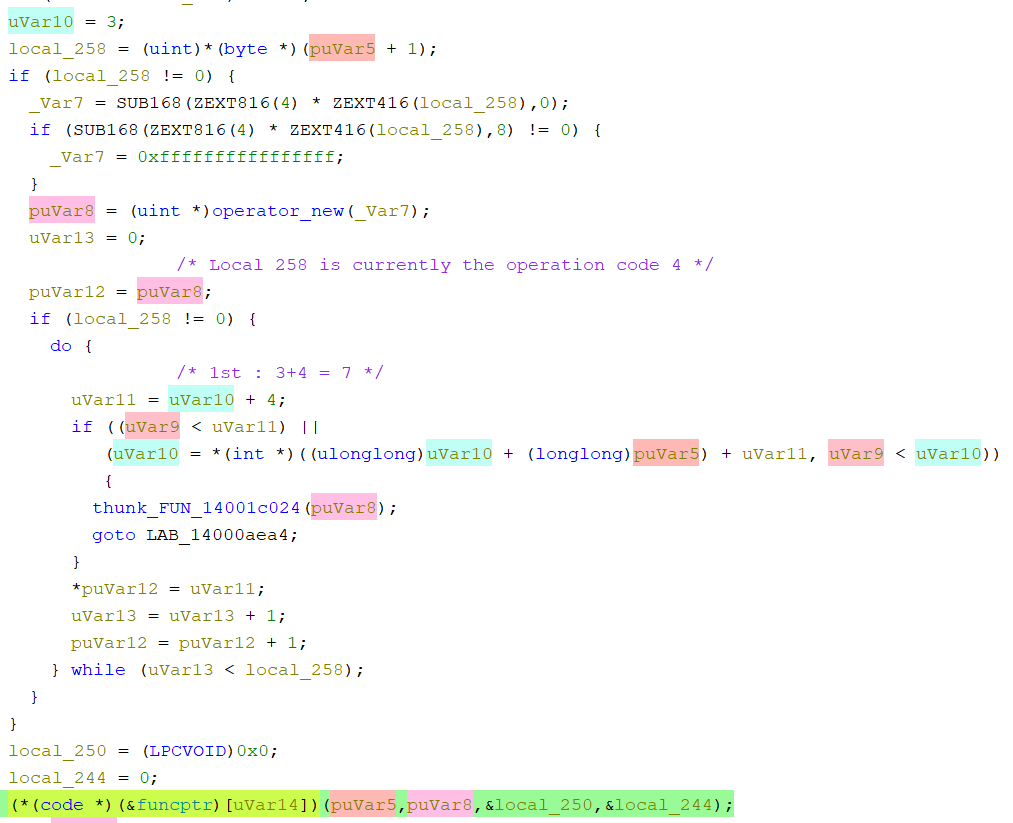 uVar10 = 3;
local_258 = (uint)*(byte *)(puVar5 + 1);
if (local_258 != 0) {
_Var7 = SUB168(ZEXT816(4) * ZEXT416(local_258),0);
if (SUB168(ZEXT816(4) * ZEXT416(local_258),8) != 0) {
_Var7 = 0xffffffffffffffff;
}
puVar8 = (uint *)operator_new(_Var7);
uVar13 = 0;
/* Local 258 is currently the operation code 4 */
puVar12 = puVar8;
if (local_258 != 0) {
do {
/* 1st : 3+4 = 7 */
uVar11 = uVar10 + 4;
if ((uVar9 < uVar11) ||
(uVar10 = *(int *)((ulonglong)uVar10 + (longlong)puVar5) + uVar11, uVar9 < uVar10))
{
thunk_FUN_14001c024(puVar8);
goto LAB_14000aea4;
}
*puVar12 = uVar11;
uVar13 = uVar13 + 1;
puVar12 = puVar12 + 1;
} while (uVar13 < local_258);
}
}
local_250 = (LPCVOID)0x0;
local_244 = 0;
(*(code *)(&funcptr)[uVar14])(puVar5,puVar8,&local_250,&local_244);